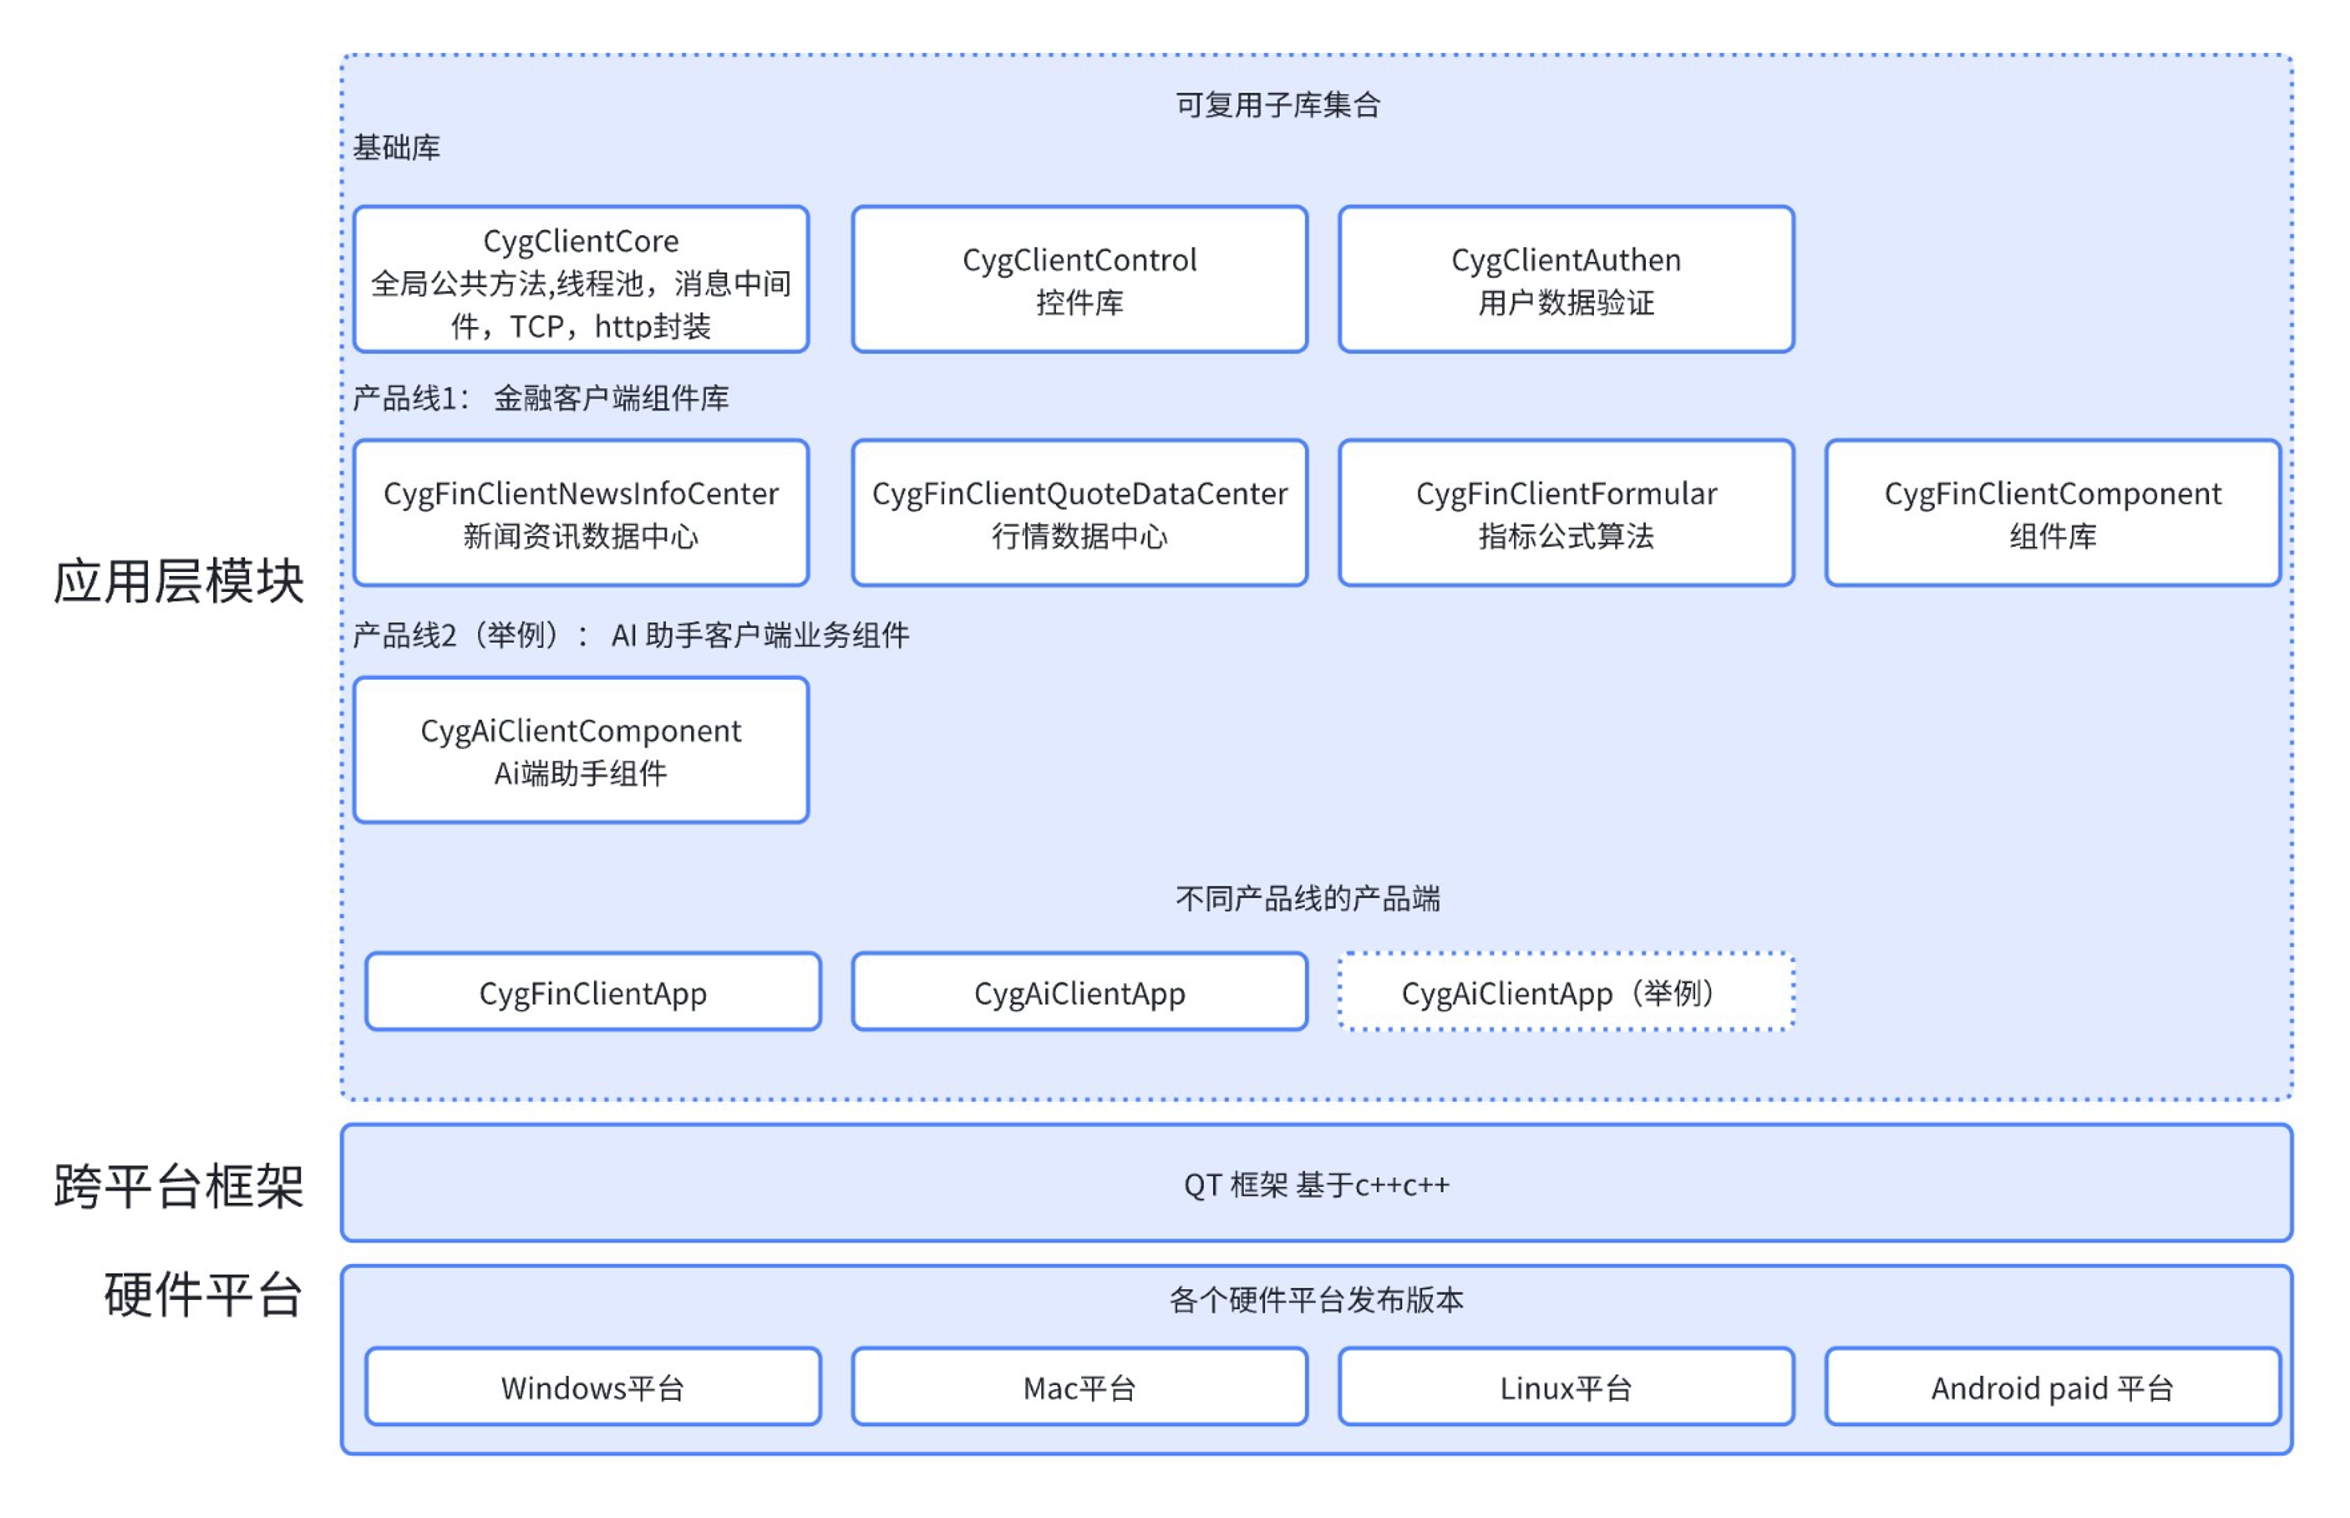 可复用子库集合
基础库
CygClientCore
全局公共方法,线程池，消息中间
件，TCP，http封装
CygClientControl
控件库
CygClientAuthen
用户数据验证
产品线1： 金融客户端组件库
CygFinClientNewsInfoCenter
新闻资讯数据中心
CygFinClientQuoteDataCenter
行情数据中心
CygFinClientFormular
指标公式算法
CygFinClientComponent
组件库
应用层模块
产品线2（举例）： AI 助手客户端业务组件
CygAiClientComponent
Ai端助手组件
不同产品线的产品端
CygFinClientApp
CygAiClientApp
CygAiClientApp（举例）
跨平台框架
QT 框架 基于c++c++
硬件平台
各个硬件平台发布版本
Windows平台
Mac平台
Linux平台
Android paid 平台